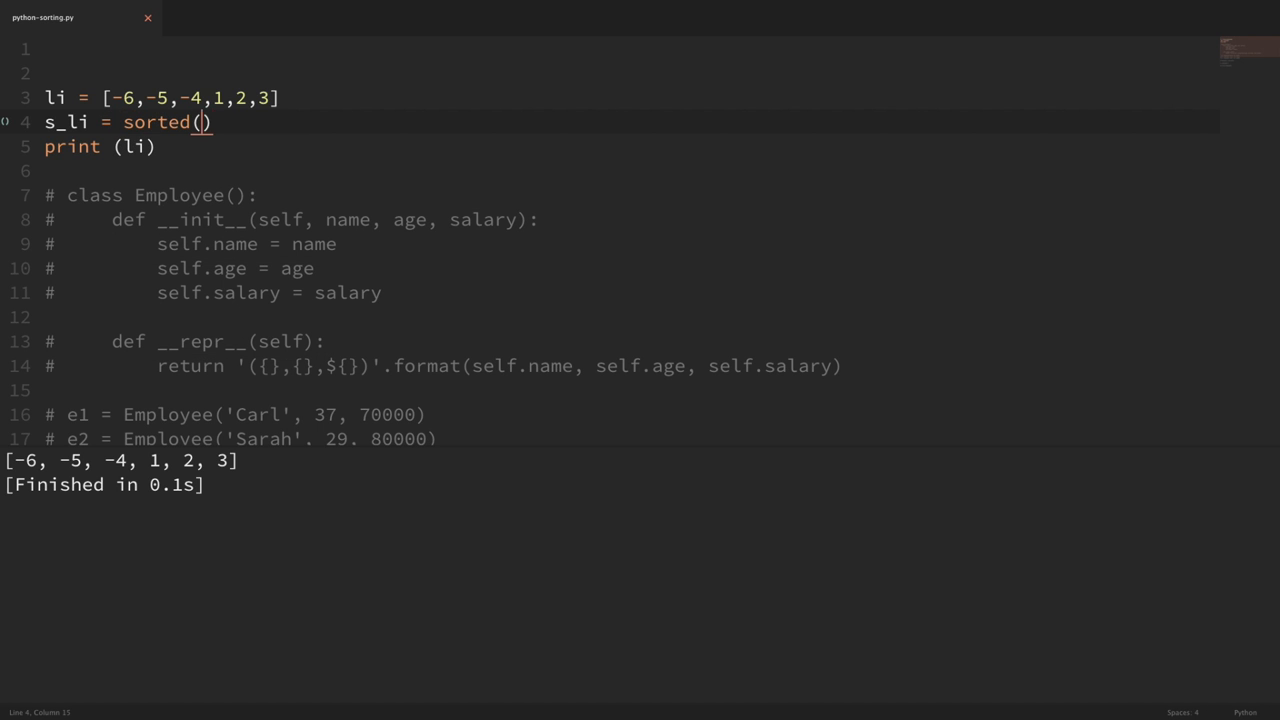 python-sorting.py ×
1
2
3 li = [-6,-5,-4,1,2,3]
4 s_li = sorted()
5 print (li)
6
7 # class Employee():
8 #     def __init__(self, name, age, salary):
9 #         self.name = name
10 #         self.age = age
11 #         self.salary = salary
12
13 #     def __repr__(self):
14 #         return '({},{},${})'.format(self.name, self.age, self.salary)
15
16 # e1 = Employee('Carl', 37, 70000)
17 # e2 = Employee('Sarah', 29, 80000)
[-6, -5, -4, 1, 2, 3]
[Finished in 0.1s]
Line 4, Column 15 Spaces: 4 Python